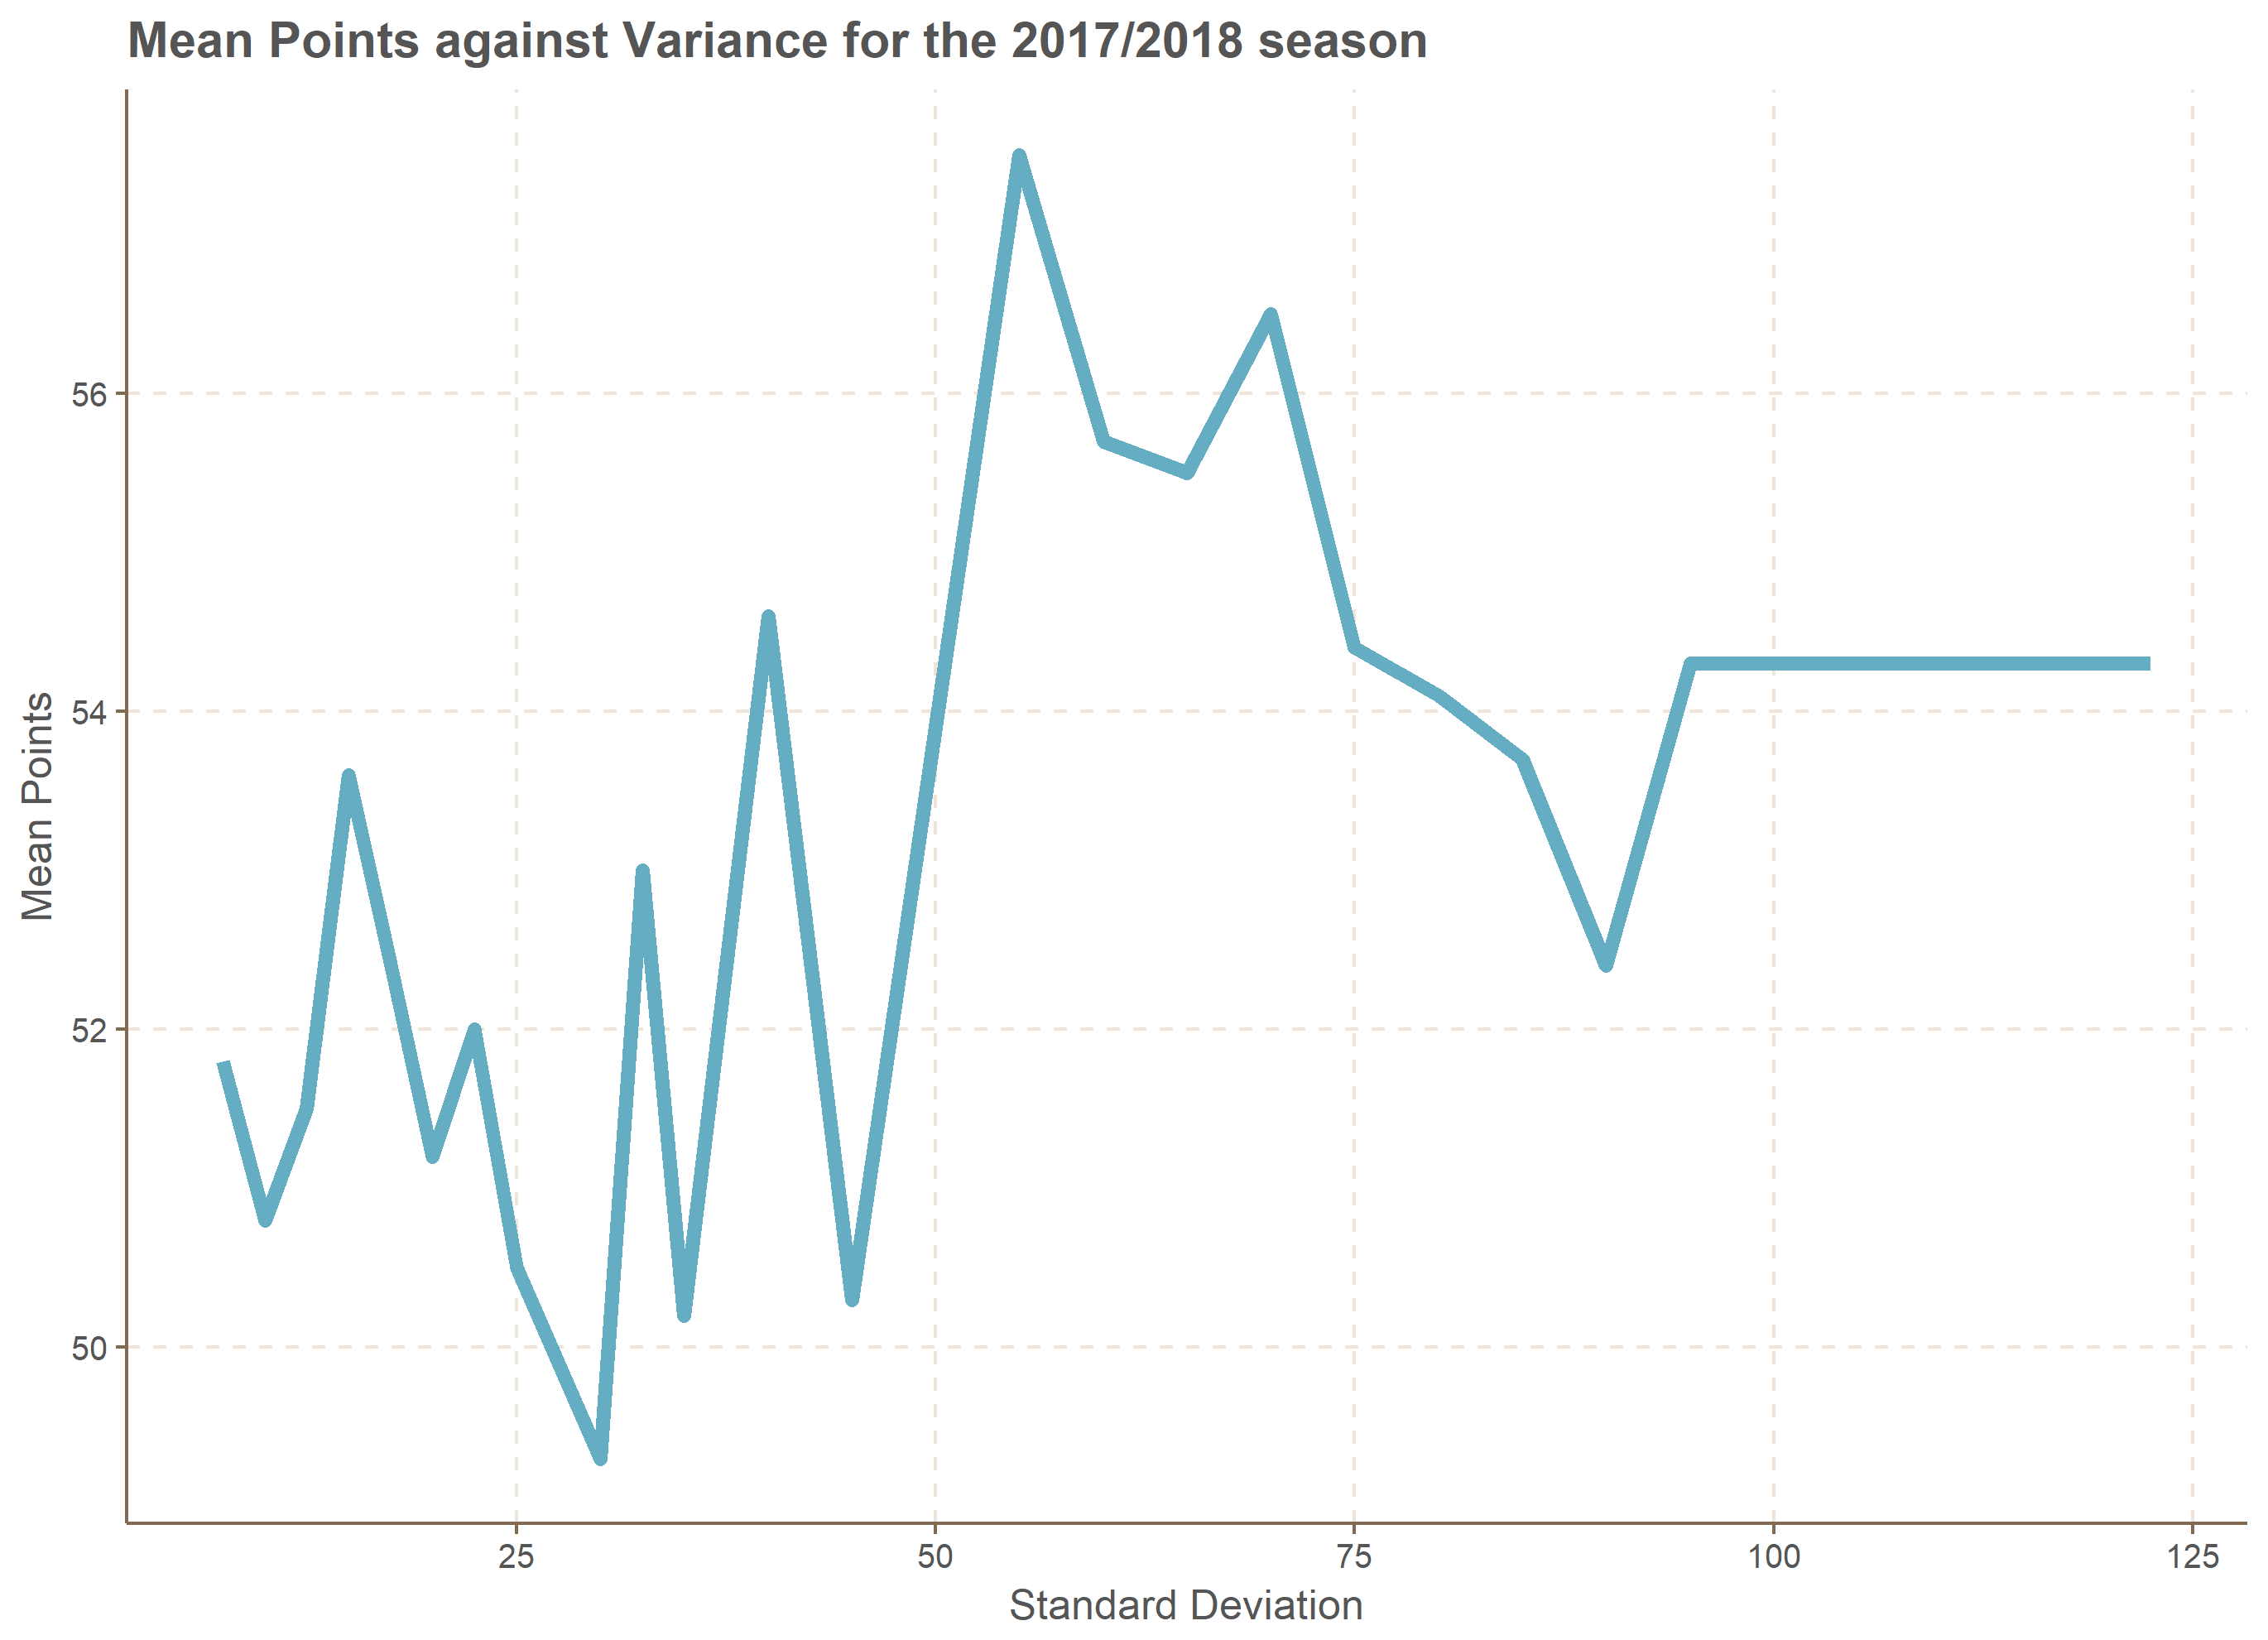 Mean Points against Variance for the 2017/2018 season
Mean Points
56
54
52
50
25 50 75 100 125
Standard Deviation